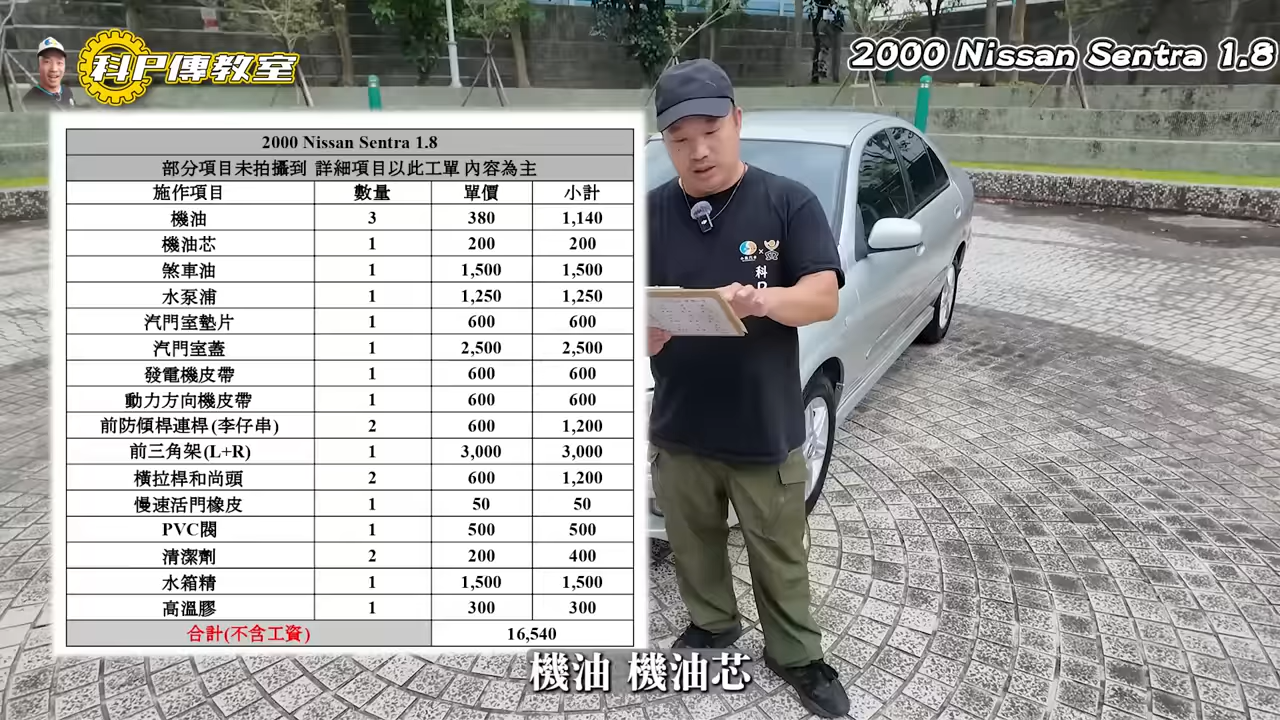 科P傳教室
2000 Nissan Sentra 1.8
2000 Nissan Sentra 1.8
部分項目未拍攝到 詳細項目以此工單內容為主
施作項目 數量 單價 小計
機油 3 380 1,140
機油芯 1 200 200
煞車油 1 1,500 1,500
水泵浦 1 1,250 1,250
汽門室墊片 1 600 600
汽門室蓋 1 2,500 2,500
發電機皮帶 1 600 600
動力方向機皮帶 1 600 600
前防傾桿連桿(李仔串) 2 600 1,200
前三角架(L+R) 1 3,000 3,000
橫拉桿和尚頭 2 600 1,200
慢速活門橡皮 1 50 50
PVC閥 1 500 500
清潔劑 2 200 400
水箱精 1 1,500 1,500
高溫膠 1 300 300
合計(不含工資) 16,540
科P
機油 機油芯